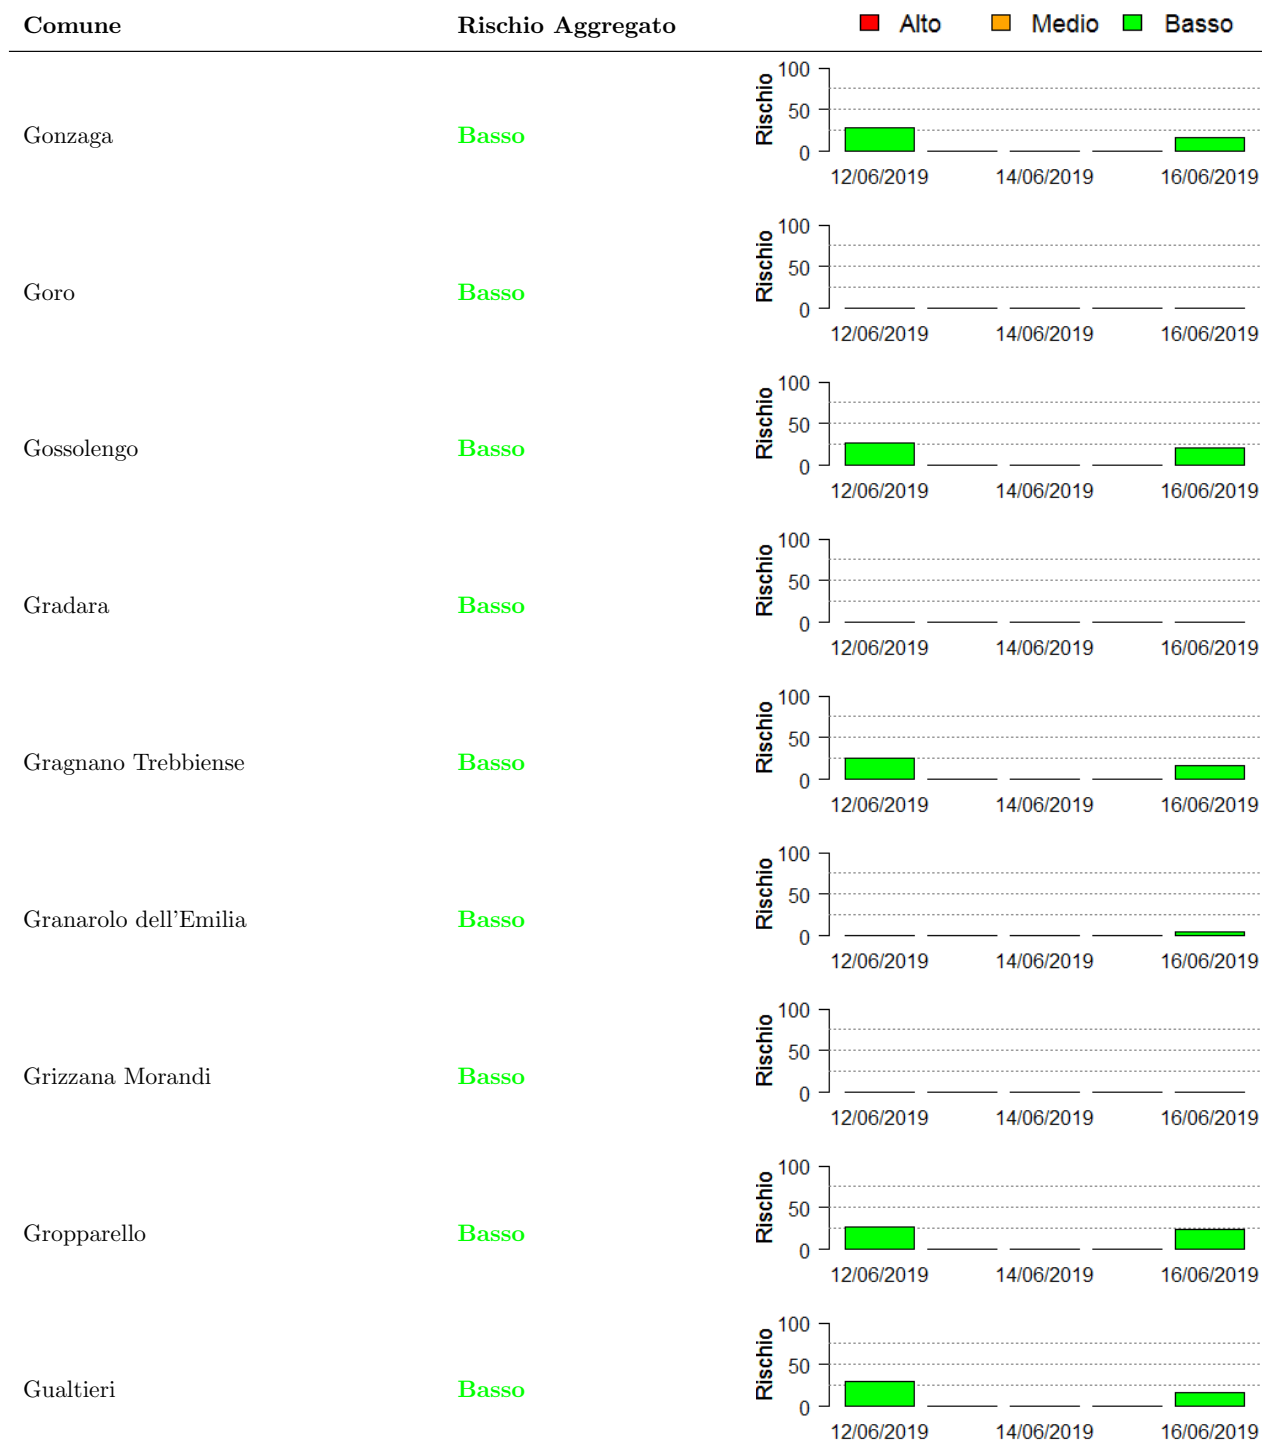 Comune Rischio Aggregato Alto Medio Basso
100
50
0
Rischio
Gonzaga Basso
12/06/2019 14/06/2019 16/06/2019
100
50
0
Rischio
Goro Basso
12/06/2019 14/06/2019 16/06/2019
100
50
0
Rischio
Gossolengo Basso
12/06/2019 14/06/2019 16/06/2019
100
50
0
Rischio
Gradara Basso
12/06/2019 14/06/2019 16/06/2019
100
50
0
Rischio
Gragnano Trebbiense Basso
12/06/2019 14/06/2019 16/06/2019
100
50
0
Rischio
Granarolo dell'Emilia Basso
12/06/2019 14/06/2019 16/06/2019
100
50
0
Rischio
Grizzana Morandi Basso
12/06/2019 14/06/2019 16/06/2019
100
50
0
Rischio
Gropparello Basso
12/06/2019 14/06/2019 16/06/2019
100
50
0
Rischio
Gualtieri Basso
12/06/2019 14/06/2019 16/06/2019